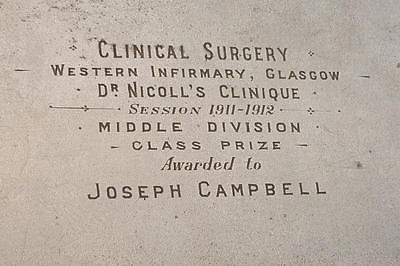 CLINICAL SURGERY
WESTERN INFIRMARY, GLASGOW
DR NICOLL'S CLINIQUE
SESSION 1911-1912
MIDDLE DIVISION
CLASS PRIZE
Awarded to
JOSEPH CAMPBELL